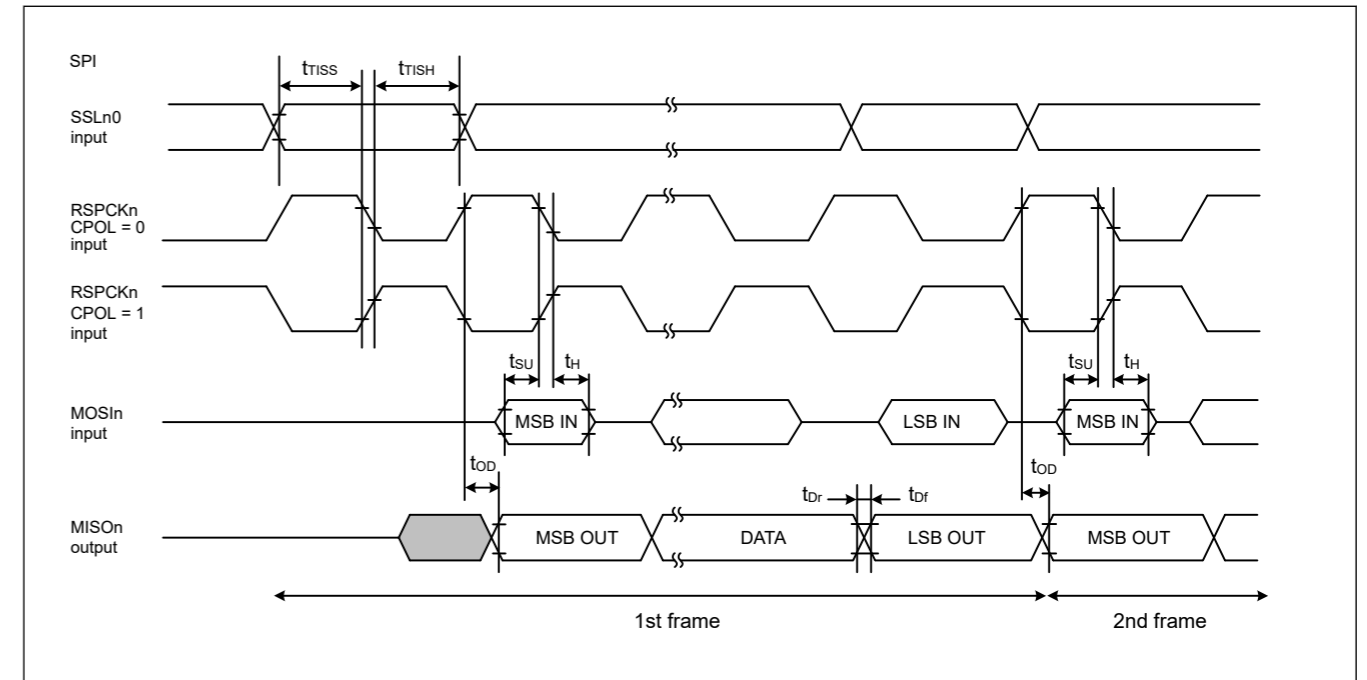 SPI
tTISS
tTISH
SSLn0
input
RSPCKn
CPOL = 0
input
RSPCKn
CPOL = 1
input
tSU
tH
tSU
tH
MOSIn
input
MSB IN
LSB IN
MSB IN
tOD
tOD
tDr
tDf
MISOn
output
MSB OUT
DATA
LSB OUT
MSB OUT
1st frame
2nd frame